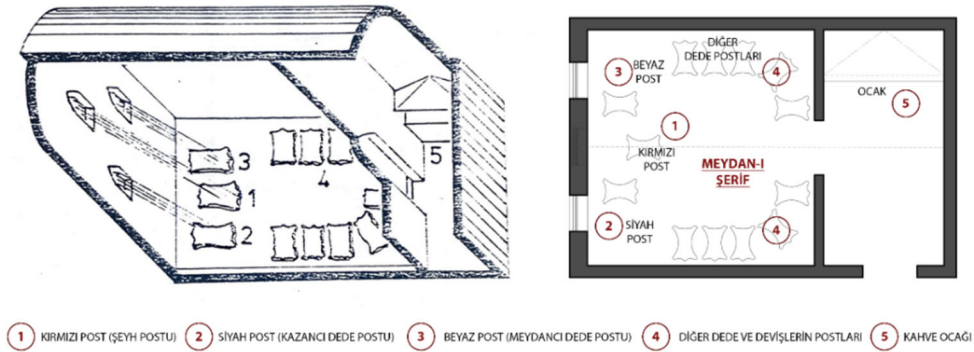 3
1
2
4
5
DİĞER
DEDE POSTLARI
3
BEYAZ
POST
4
OCAK
5
1
KIRMIZI
POST
MEYDAN-I
ŞERİF
2
SİYAH
POST
4
1 KIRMIZI POST (ŞEYH POSTU) 2 SİYAH POST (KAZANCI DEDE POSTU) 3 BEYAZ POST (MEYDANCI DEDE POSTU) 4 DİĞER DEDE VE DEVİŞLERİN POSTLARI 5 KAHVE OCAĞI